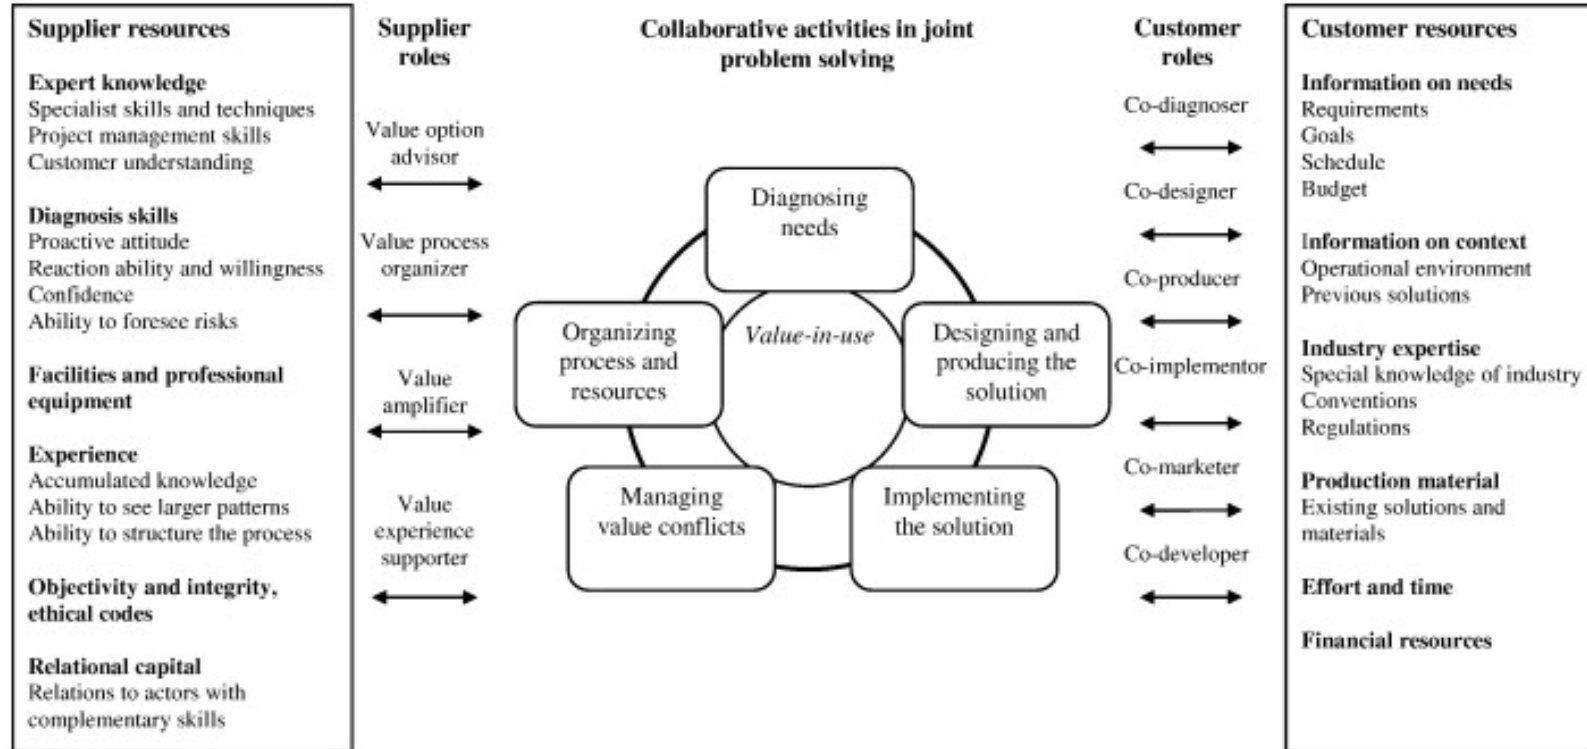 Supplier resources
Expert knowledge
Specialist skills and techniques
Project management skills
Customer understanding
Diagnosis skills
Proactive attitude
Reaction ability and willingness
Confidence
Ability to foresee risks
Facilities and professional
equipment
Experience
Accumulated knowledge
Ability to see larger patterns
Ability to structure the process
Objectivity and integrity,
ethical codes
Relational capital
Relations to actors with
complementary skills
Supplier
roles
Value option
advisor
Value process
organizer
Value
amplifier
Value
experience
supporter
Collaborative activities in joint
problem solving
Diagnosing
needs
Organizing
process and
resources
Value-in-use
Designing and
producing the
solution
Managing
value conflicts
Implementing
the solution
Customer
roles
Co-diagnoser
Co-designer
Co-producer
Co-implementor
Co-marketer
Co-developer
Customer resources
Information on needs
Requirements
Goals
Schedule
Budget
Information on context
Operational environment
Previous solutions
Industry expertise
Special knowledge of industry
Conventions
Regulations
Production material
Existing solutions and
materials
Effort and time
Financial resources